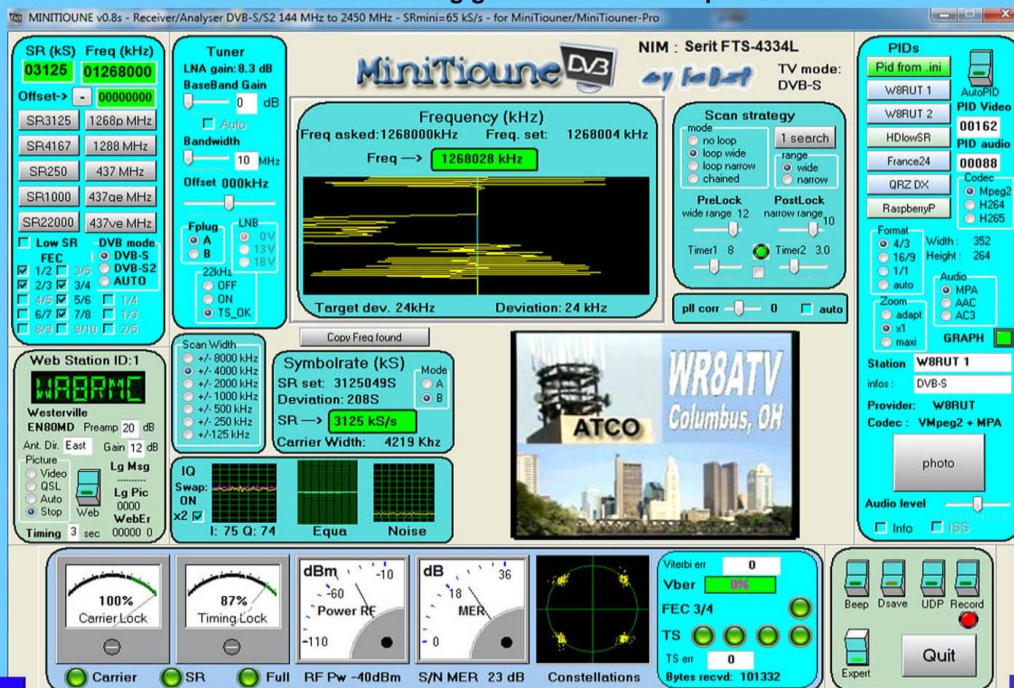 MINITIOUNE v0.8s - Receiver/Analyser DVB-S/S2 144 MHz to 2450 MHz - SRmini=65 kS/s - for MiniTiouner/MiniTiouner-Pro
SR (kS) Freq (kHz)
03125 01268000
Offset-> - 00000000
SR3125 1268p MHz
SR4167 1288 MHz
SR250 437 MHz
SR1000 437qe MHz
SR22000 437ve MHz
Low SR
FEC
1/2 3/5
2/3 3/4
4/5 5/6 1/4
6/7 7/8 1/3
8/9 9/10 2/5
DVB mode
DVB-S
DVB-S2
AUTO
Tuner
LNA gain: 8.3 dB
BaseBand Gain
0 dB
Auto
Bandwidth
10 MHz
Offset 000kHz
Fplug
A
B
LNB
0V
13V
18V
22kHz
OFF
ON
TS_OK
MiniTioune DVB
by F6DZP
NIM : Serit FTS-4334L
TV mode:
DVB-S
Frequency (kHz)
Freq asked:1268000kHz Freq. set: 1268004 kHz
Freq --> 1268028 kHz
Target dev. 24kHz Deviation: 24 kHz
Scan strategy
mode
no loop
loop wide
loop narrow
chained
1 search
range
wide
narrow
PreLock PostLock
wide range 12 narrow range 10
Timer1 8 Timer2 3.0
pll corr 0 auto
PIDs
Pid from .ini
W8RUT 1
W8RUT 2
HDlowSR
France24
QRZ DX
RaspberryP
AutoPID
PID Video
00162
PID audio
00088
Codec
Mpeg2
H264
H265
Format
4/3
16/9
1/1
auto
Width : 352
Height : 264
Audio
MPA
AAC
AC3
Zoom
adapt
x1
maxi
GRAPH
Station W8RUT 1
infos : DVB-S
Provider: W8RUT
Codec : VMpeg2 + MPA
photo
Audio level
Info ISS
Web Station ID:1
WA8RMC
Westerville
EN80MD Preamp 20 dB
Ant. Dir. East Gain 12 dB
Picture
Video
QSL
Auto
Stop
Web
Lg Msg
Lg Pic
0000
WebEr
00000 0
Timing 3 sec
Scan Width
+/- 8000 kHz
+/- 4000 kHz
+/- 2000 kHz
+/- 1000 kHz
+/- 500 kHz
+/- 250 kHz
+/-125 kHz
Copy Freq found
Symbolrate (kS)
SR set: 3125049S
Deviation: 208S
SR --> 3125 kS/s
Carrier Width: 4219 Khz
Mode
A
B
IQ
Swap:
ON
x2
I: 75 Q: 74 Equa Noise
WR8ATV
Columbus, OH
ATCO
100%
Carrier Lock
87%
Timing Lock
dBm -10
-60
Power RF
-110
dB 36
18
MER
0
Carrier SR Full RF Pw -40dBm S/N MER 23 dB Constellations
Viterbi err 0
Vber 0%
FEC 3/4
TS
TS err 0
Bytes recvd: 101332
Beep Dsave UDP Record
Expert
Quit